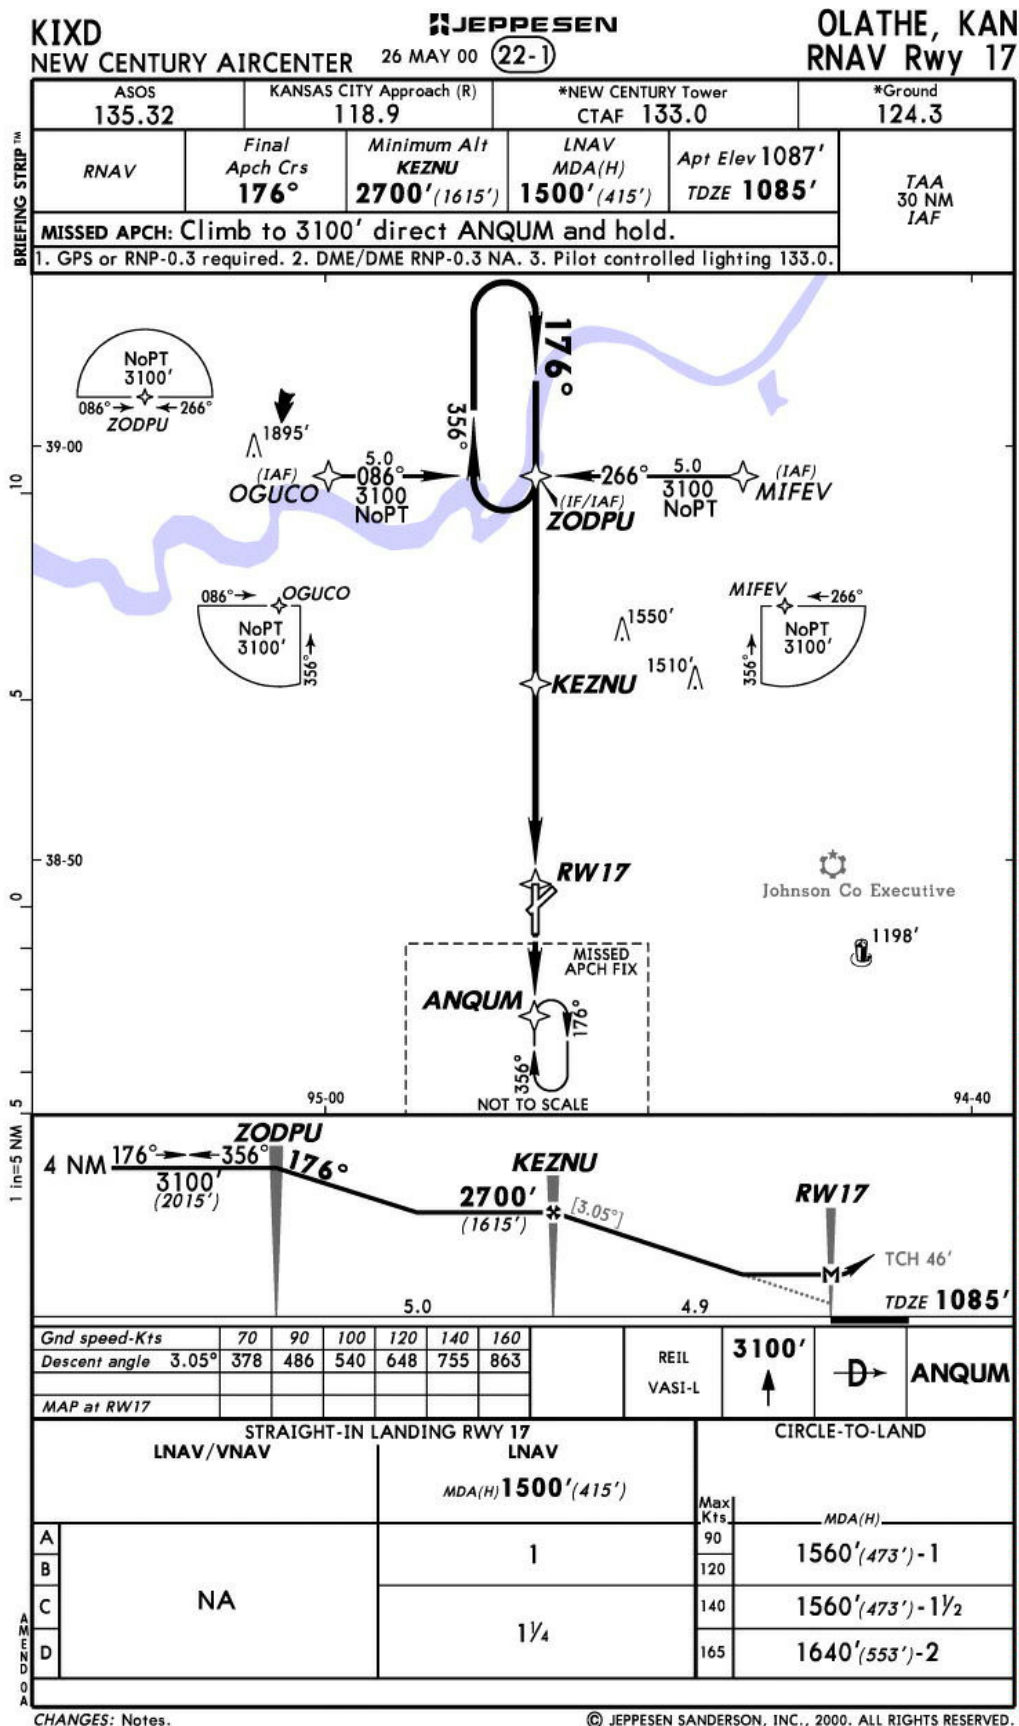 KIXD
NEW CENTURY AIRCENTER
JEPPESEN
26 MAY 00 22-1
OLATHE, KAN
RNAV Rwy 17
BRIEFING STRIP™
ASOS
135.32
KANSAS CITY Approach (R)
118.9
*NEW CENTURY Tower
CTAF 133.0
*Ground
124.3
RNAV
Final
Apch Crs
176°
Minimum Alt
KEZNU
2700' (1615')
LNAV
MDA(H)
1500' (415')
Apt Elev 1087'
TDZE 1085'
TAA
30 NM
IAF
MISSED APCH: Climb to 3100' direct ANQUM and hold.
1. GPS or RNP-0.3 required. 2. DME/DME RNP-0.3 NA. 3. Pilot controlled lighting 133.0.
176°
356°
NoPT
3100'
086° 266°
ZODPU
1895'
39-00
(IAF)
OGUCO
5.0
086°
3100
NoPT
266° 5.0
3100
NoPT
(IAF)
MIFEV
(IF/IAF)
ZODPU
10
086° OGUCO
NoPT
3100'
356°
MIFEV
266°
NoPT
3100'
356°
1550'
1510'
KEZNU
5
38-50
RW17
Johnson Co Executive
0
1198'
MISSED
APCH FIX
ANQUM
176°
356°
NOT TO SCALE
95-00
94-40
5
1 in=5 NM
ZODPU
4 NM 176° 356° 176°
3100'
(2015')
KEZNU
2700'
(1615')
[3.05°]
RW17
M
TCH 46'
TDZE 1085'
5.0
4.9
Gnd speed-Kts 70 90 100 120 140 160
Descent angle 3.05° 378 486 540 648 755 863
MAP at RW17
REIL
VASI-L
3100'
D
ANQUM
STRAIGHT-IN LANDING RWY 17
LNAV/VNAV
LNAV
MDA(H) 1500' (415')
CIRCLE-TO-LAND
Max
Kts
MDA(H)
A
B
C
D
NA
1
1¼
90
120
1560' (473') - 1
140
1560' (473') - 1½
165
1640' (553') - 2
AMEND 0A
CHANGES: Notes.
© JEPPESEN SANDERSON, INC., 2000. ALL RIGHTS RESERVED.